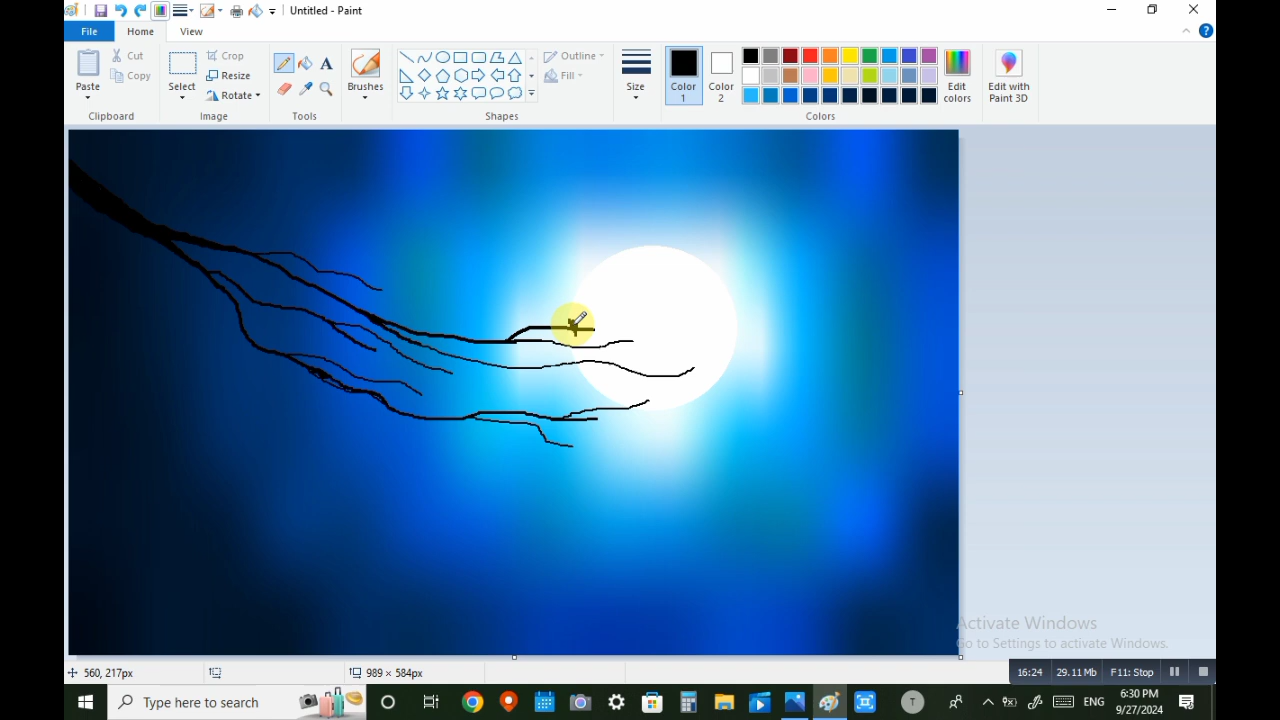 Untitled - Paint
File
Home
View
Paste
Cut
Copy
Clipboard
Select
Crop
Resize
Rotate
Image
Tools
Brushes
Outline
Fill
Shapes
Size
Color 1
Color 2
Edit colors
Colors
Edit with Paint 3D
Activate Windows
Go to Settings to activate Windows.
560, 217px
989 × 584px
16:24
29.11 Mb
F11: Stop
Type here to search
T
ENG
6:30 PM
9/27/2024